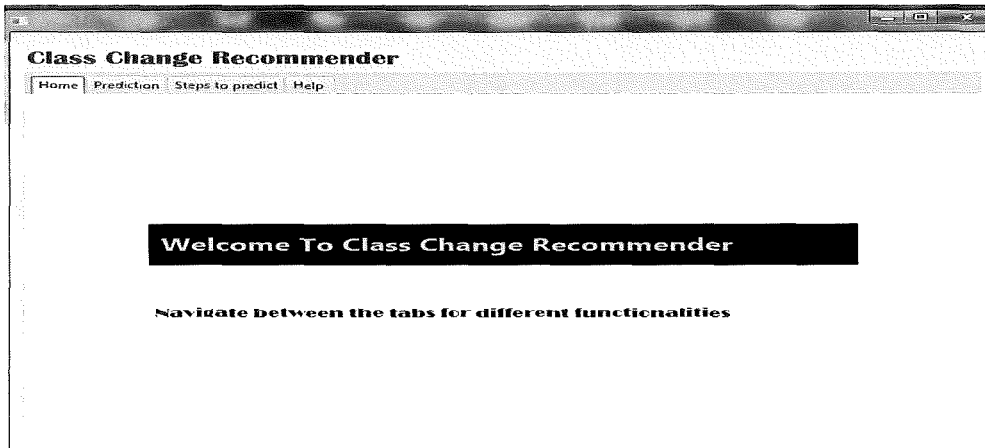 Class Change Recommender
Home Prediction Steps to predict Help
Welcome To Class Change Recommender
Navigate between the tabs for different functionalities